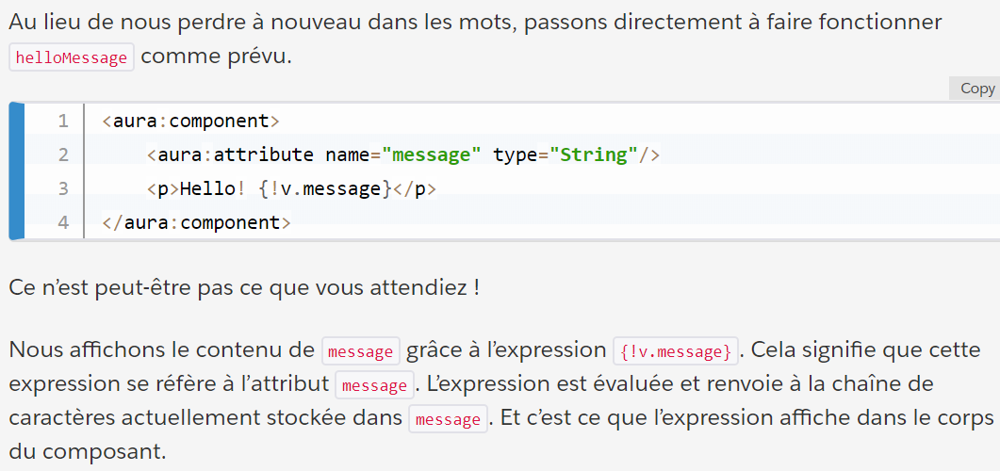 Au lieu de nous perdre à nouveau dans les mots, passons directement à faire fonctionner
helloMessage comme prévu.
Copy
1 <aura:component>
2     <aura:attribute name="message" type="String"/>
3     <p>Hello! {!v.message}</p>
4 </aura:component>
Ce n’est peut-être pas ce que vous attendiez !
Nous affichons le contenu de message grâce à l’expression {!v.message}. Cela signifie que cette
expression se réfère à l’attribut message. L’expression est évaluée et renvoie à la chaîne de
caractères actuellement stockée dans message. Et c’est ce que l’expression affiche dans le corps
du composant.